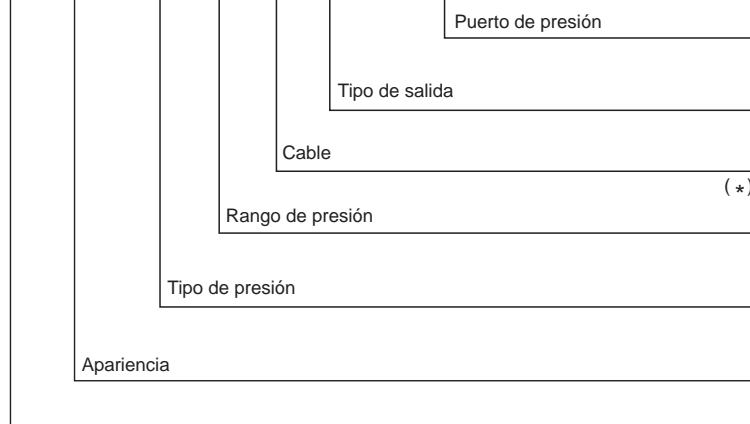 Puerto de presión
Tipo de salida
Cable
(*)
Rango de presión
Tipo de presión
Apariencia